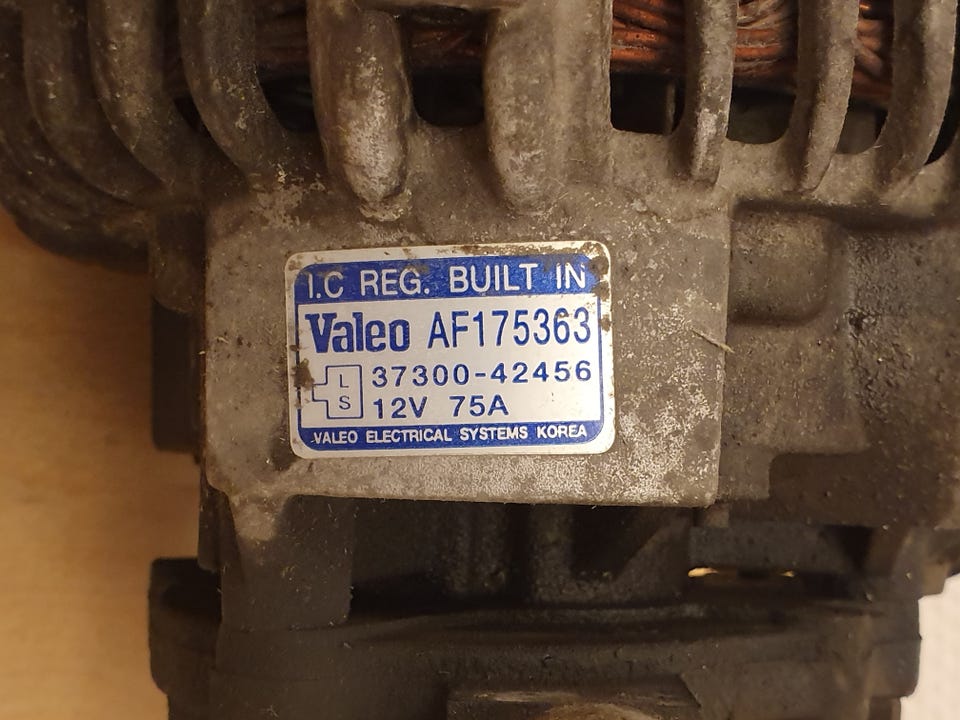 I.C REG. BUILT IN
Valeo AF175363
L 37300-42456
S 12V 75A
VALEO ELECTRICAL SYSTEMS KOREA